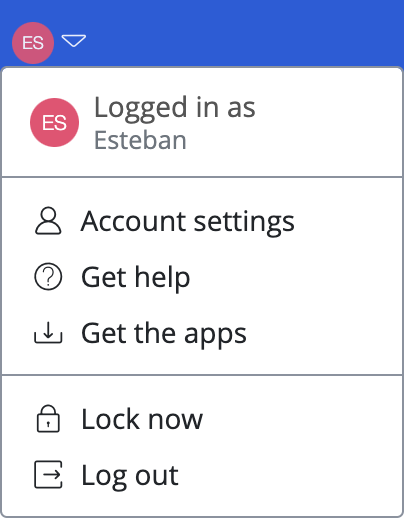 ES
ES
Logged in as
Esteban
Account settings
Get help
Get the apps
Lock now
Log out